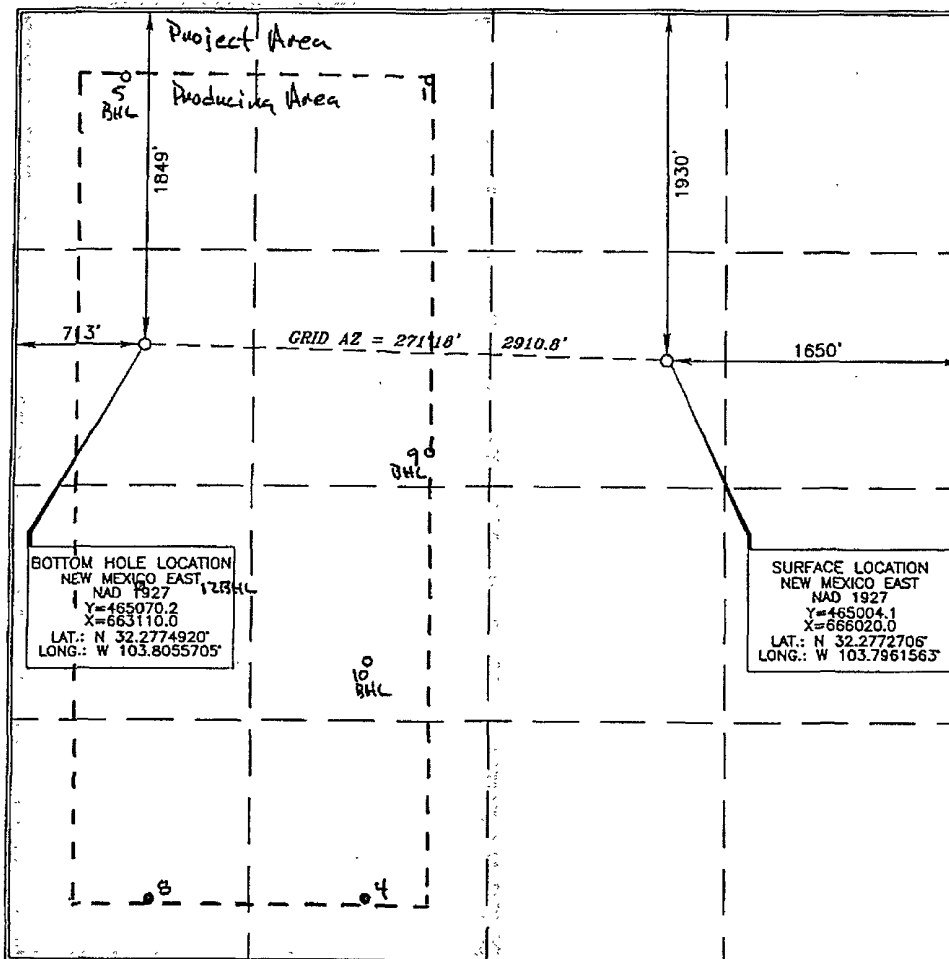 Project Area
5
BHL
Producing Area
1
1849'
1930'
713'
GRID AZ = 271°18' 2910.8'
1650'
9
BHL
BOTTOM HOLE LOCATION
NEW MEXICO EAST
NAD 1927
12BHL
Y=465070.2
X=663110.0
LAT.: N 32.2774920°
LONG.: W 103.8055705°
SURFACE LOCATION
NEW MEXICO EAST
NAD 1927
Y=465004.1
X=666020.0
LAT.: N 32.2772706°
LONG.: W 103.7961563°
10
BHL
8
4